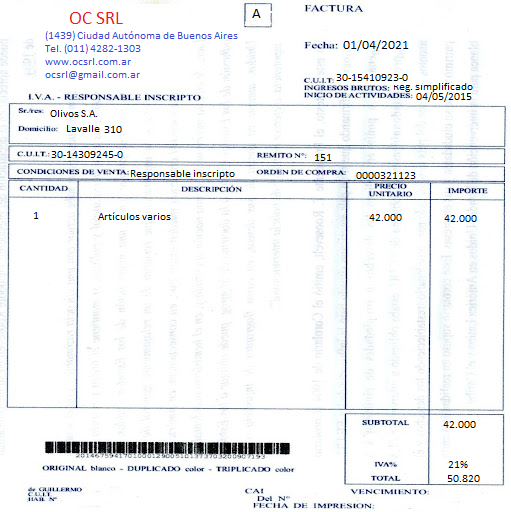 OC SRL
A
FACTURA
(1439) Ciudad Autónoma de Buenos Aires
Tel. (011) 4282-1303
www.ocsrl.com.ar
ocsrl@gmail.com.ar
Fecha: 01/04/2021
C.U.I.T: 30-15410923-0
INGRESOS BRUTOS: Reg. simplificado
INICIO DE ACTIVIDADES: 04/05/2015
I.V.A. - RESPONSABLE INSCRIPTO
Sr./res: Olivos S.A.
Domicilio: Lavalle 310
C.U.I.T: 30-14309245-0 REMITO Nº: 151
CONDICIONES DE VENTA: Responsable inscripto ORDEN DE COMPRA: 0000321123
CANTIDAD DESCRIPCIÓN PRECIO UNITARIO IMPORTE
1 Artículos varios 42.000 42.000
SUBTOTAL 42.000
IVA% 21%
TOTAL 50.820
ORIGINAL blanco - DUPLICADO color - TRIPLICADO color
de GUILLERMO
C.U.I.T.
HAB. Nº
CAI VENCIMIENTO:
Del Nº
FECHA DE IMPRESION: